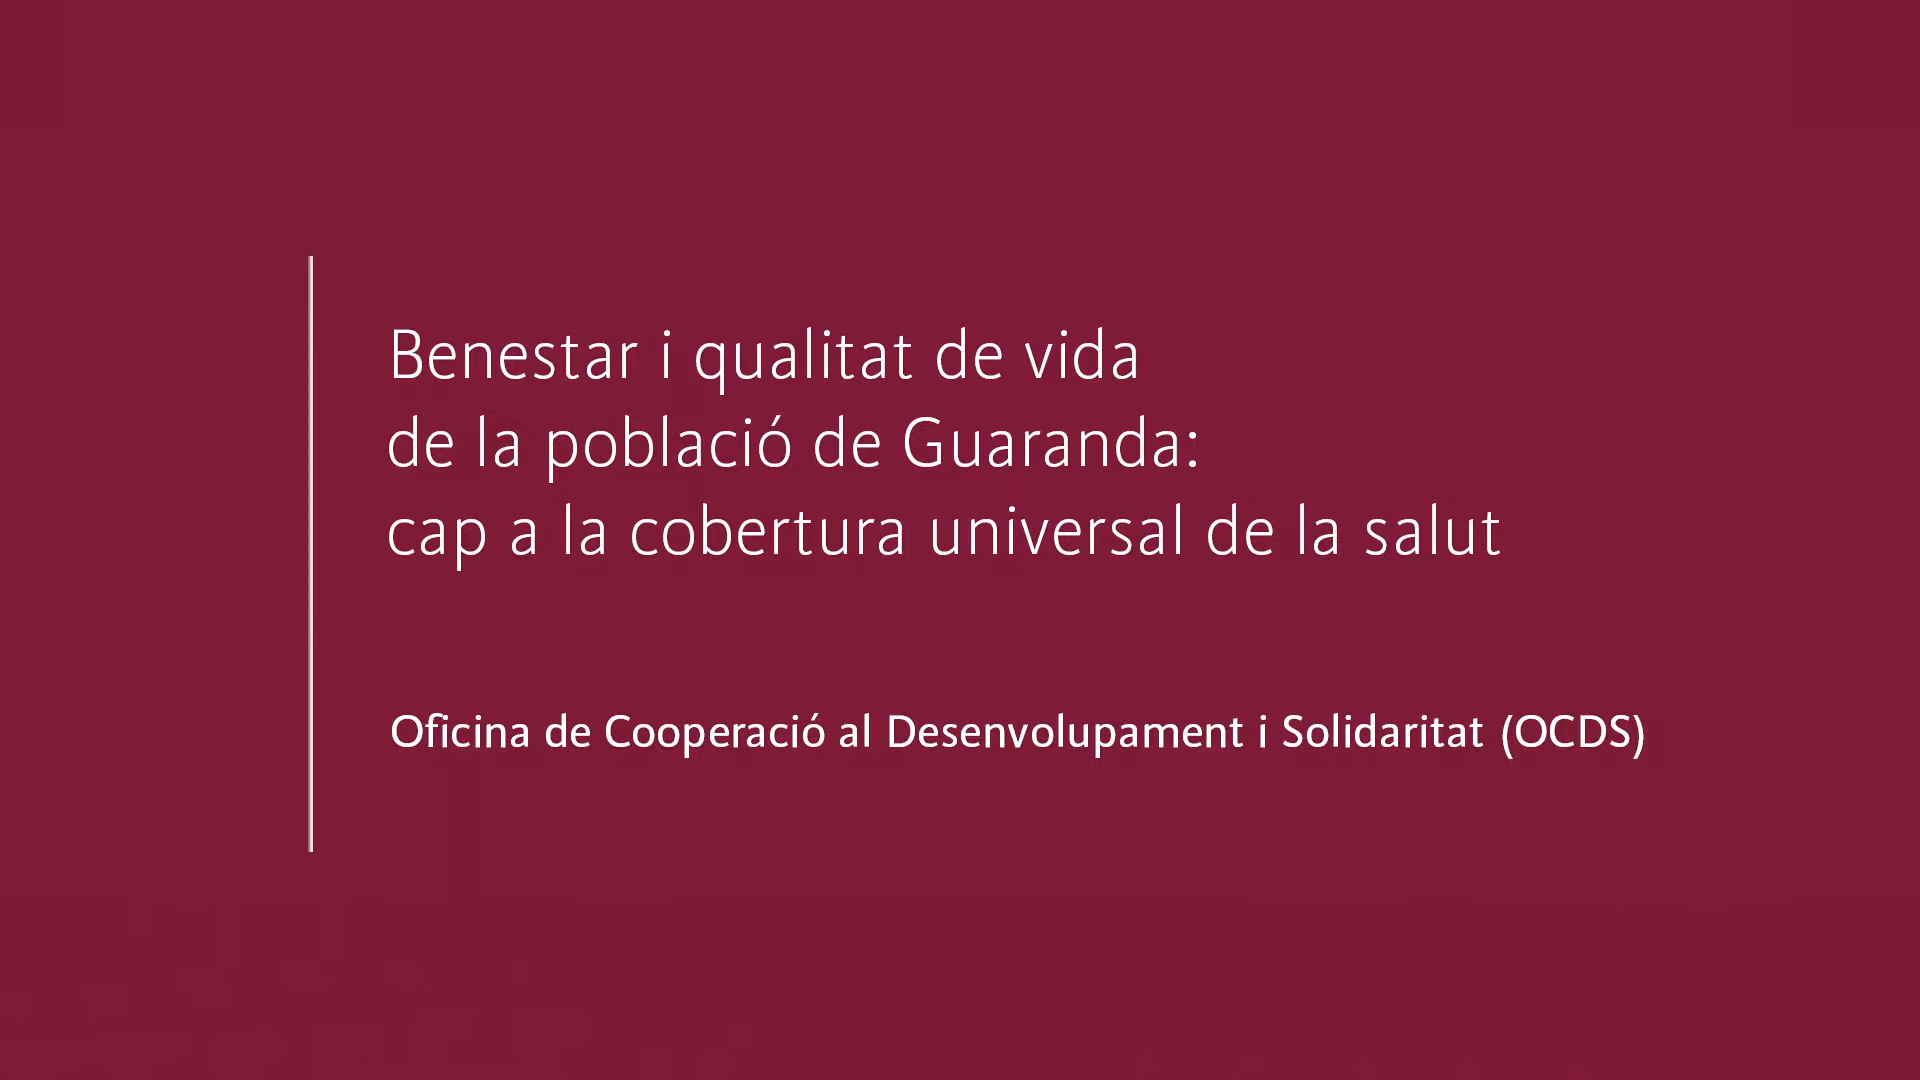 Benestar i qualitat de vida
de la població de Guaranda:
cap a la cobertura universal de la salut
Oficina de Cooperació al Desenvolupament i Solidaritat (OCDS)